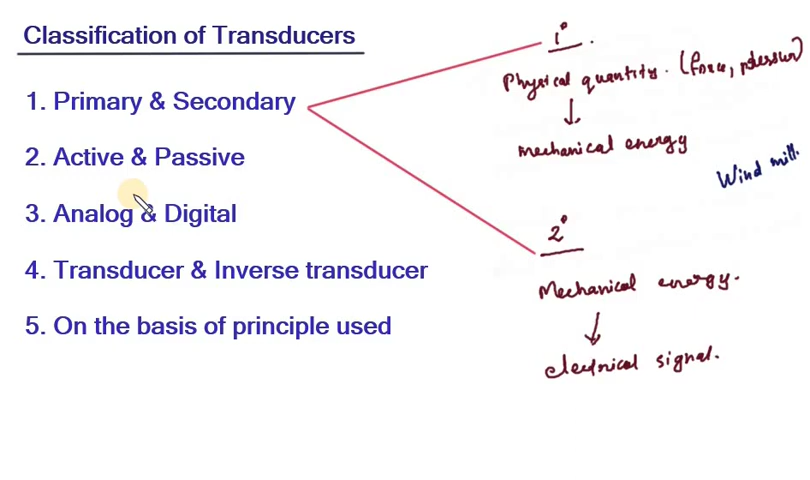 Classification of Transducers
1. Primary & Secondary
2. Active & Passive
3. Analog & Digital
4. Transducer & Inverse transducer
5. On the basis of principle used
1°
Physical quantity. (force, pressure)
Mechanical energy
Wind mill.
2°
Mechanical energy.
electrical signal.